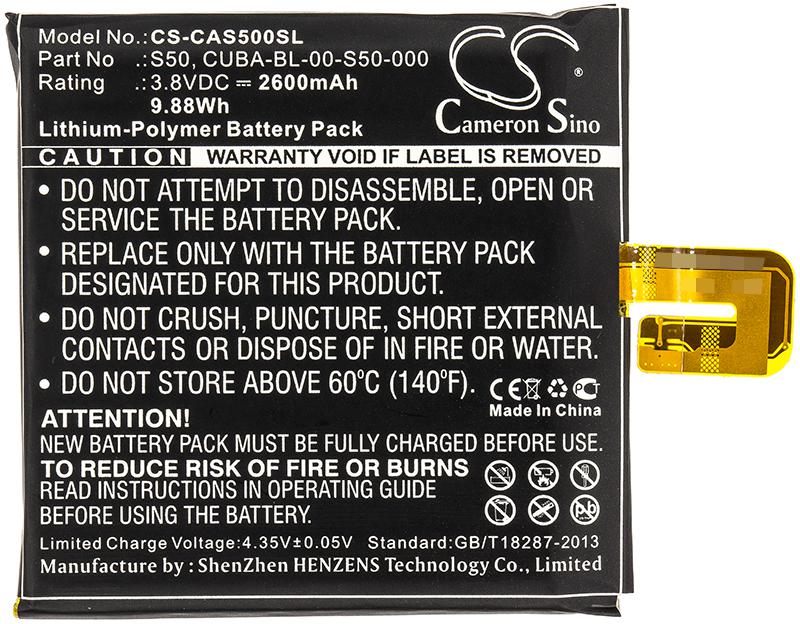 Model No.:CS-CAS500SL
Part No .:S50, CUBA-BL-00-S50-000
Rating .:3.8VDC ⎓ 2600mAh
9.88Wh
Lithium-Polymer Battery Pack
CS ®
Cameron Sino
CAUTION WARRANTY VOID IF LABEL IS REMOVED
• DO NOT ATTEMPT TO DISASSEMBLE, OPEN OR
SERVICE THE BATTERY PACK.
• REPLACE ONLY WITH THE BATTERY PACK
DESIGNATED FOR THIS PRODUCT.
• DO NOT CRUSH, PUNCTURE, SHORT EXTERNAL
CONTACTS OR DISPOSE OF IN FIRE OR WATER.
• DO NOT STORE ABOVE 60°C (140°F).
CE PCT
Made In China
ATTENTION!
NEW BATTERY PACK MUST BE FULLY CHARGED BEFORE USE.
TO REDUCE RISK OF FIRE OR BURNS
READ INSTRUCTIONS IN OPERATING GUIDE
BEFORE USING THE BATTERY.
Pb
Limited Charge Voltage:4.35V±0.05V Standard:GB/T18287-2013
Manufacture by : ShenZhen HENZENS Technology Co., Limited